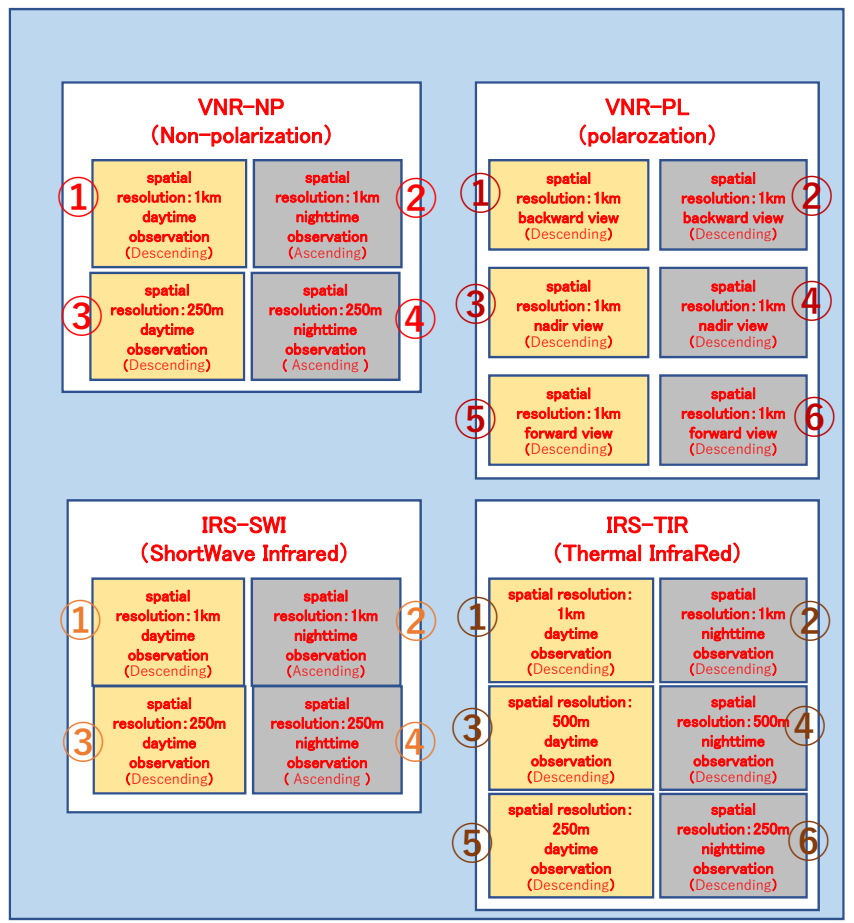 VNR-NP
(Non-polarization)
①
spatial
resolution:1km
daytime
observation
(Descending)
②
spatial
resolution:1km
nighttime
observation
(Ascending)
③
spatial
resolution:250m
daytime
observation
(Descending)
④
spatial
resolution:250m
nighttime
observation
( Ascending )
VNR-PL
(polarozation)
①
spatial
resolution:1km
backward view
(Descending)
②
spatial
resolution:1km
backward view
(Descending)
③
spatial
resolution:1km
nadir view
(Descending)
④
spatial
resolution:1km
nadir view
(Descending)
⑤
spatial
resolution:1km
forward view
(Descending)
⑥
spatial
resolution:1km
forward view
(Descending)
IRS-SWI
(ShortWave Infrared)
①
spatial
resolution:1km
daytime
observation
(Descending)
②
spatial
resolution:1km
nighttime
observation
(Ascending)
③
spatial
resolution:250m
daytime
observation
(Descending)
④
spatial
resolution:250m
nighttime
observation
( Ascending )
IRS-TIR
(Thermal InfraRed)
①
spatial resolution:
1km
daytime
observation
(Descending)
②
spatial
resolution:1km
nighttime
observation
(Descending)
③
spatial resolution:
500m
daytime
observation
(Descending)
④
spatial
resolution:500m
nighttime
observation
(Descending)
⑤
spatial resolution:
250m
daytime
observation
(Descending)
⑥
spatial
resolution:250m
nighttime
observation
(Descending)